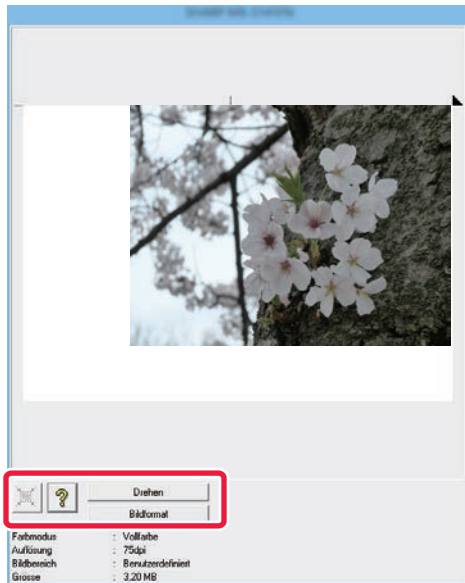 ?
Drehen
Bildformat
Farbmodus : Vollfarbe
Auflösung : 75dpi
Bildbereich : Benutzerdefiniert
Grösse : 3,20 MB